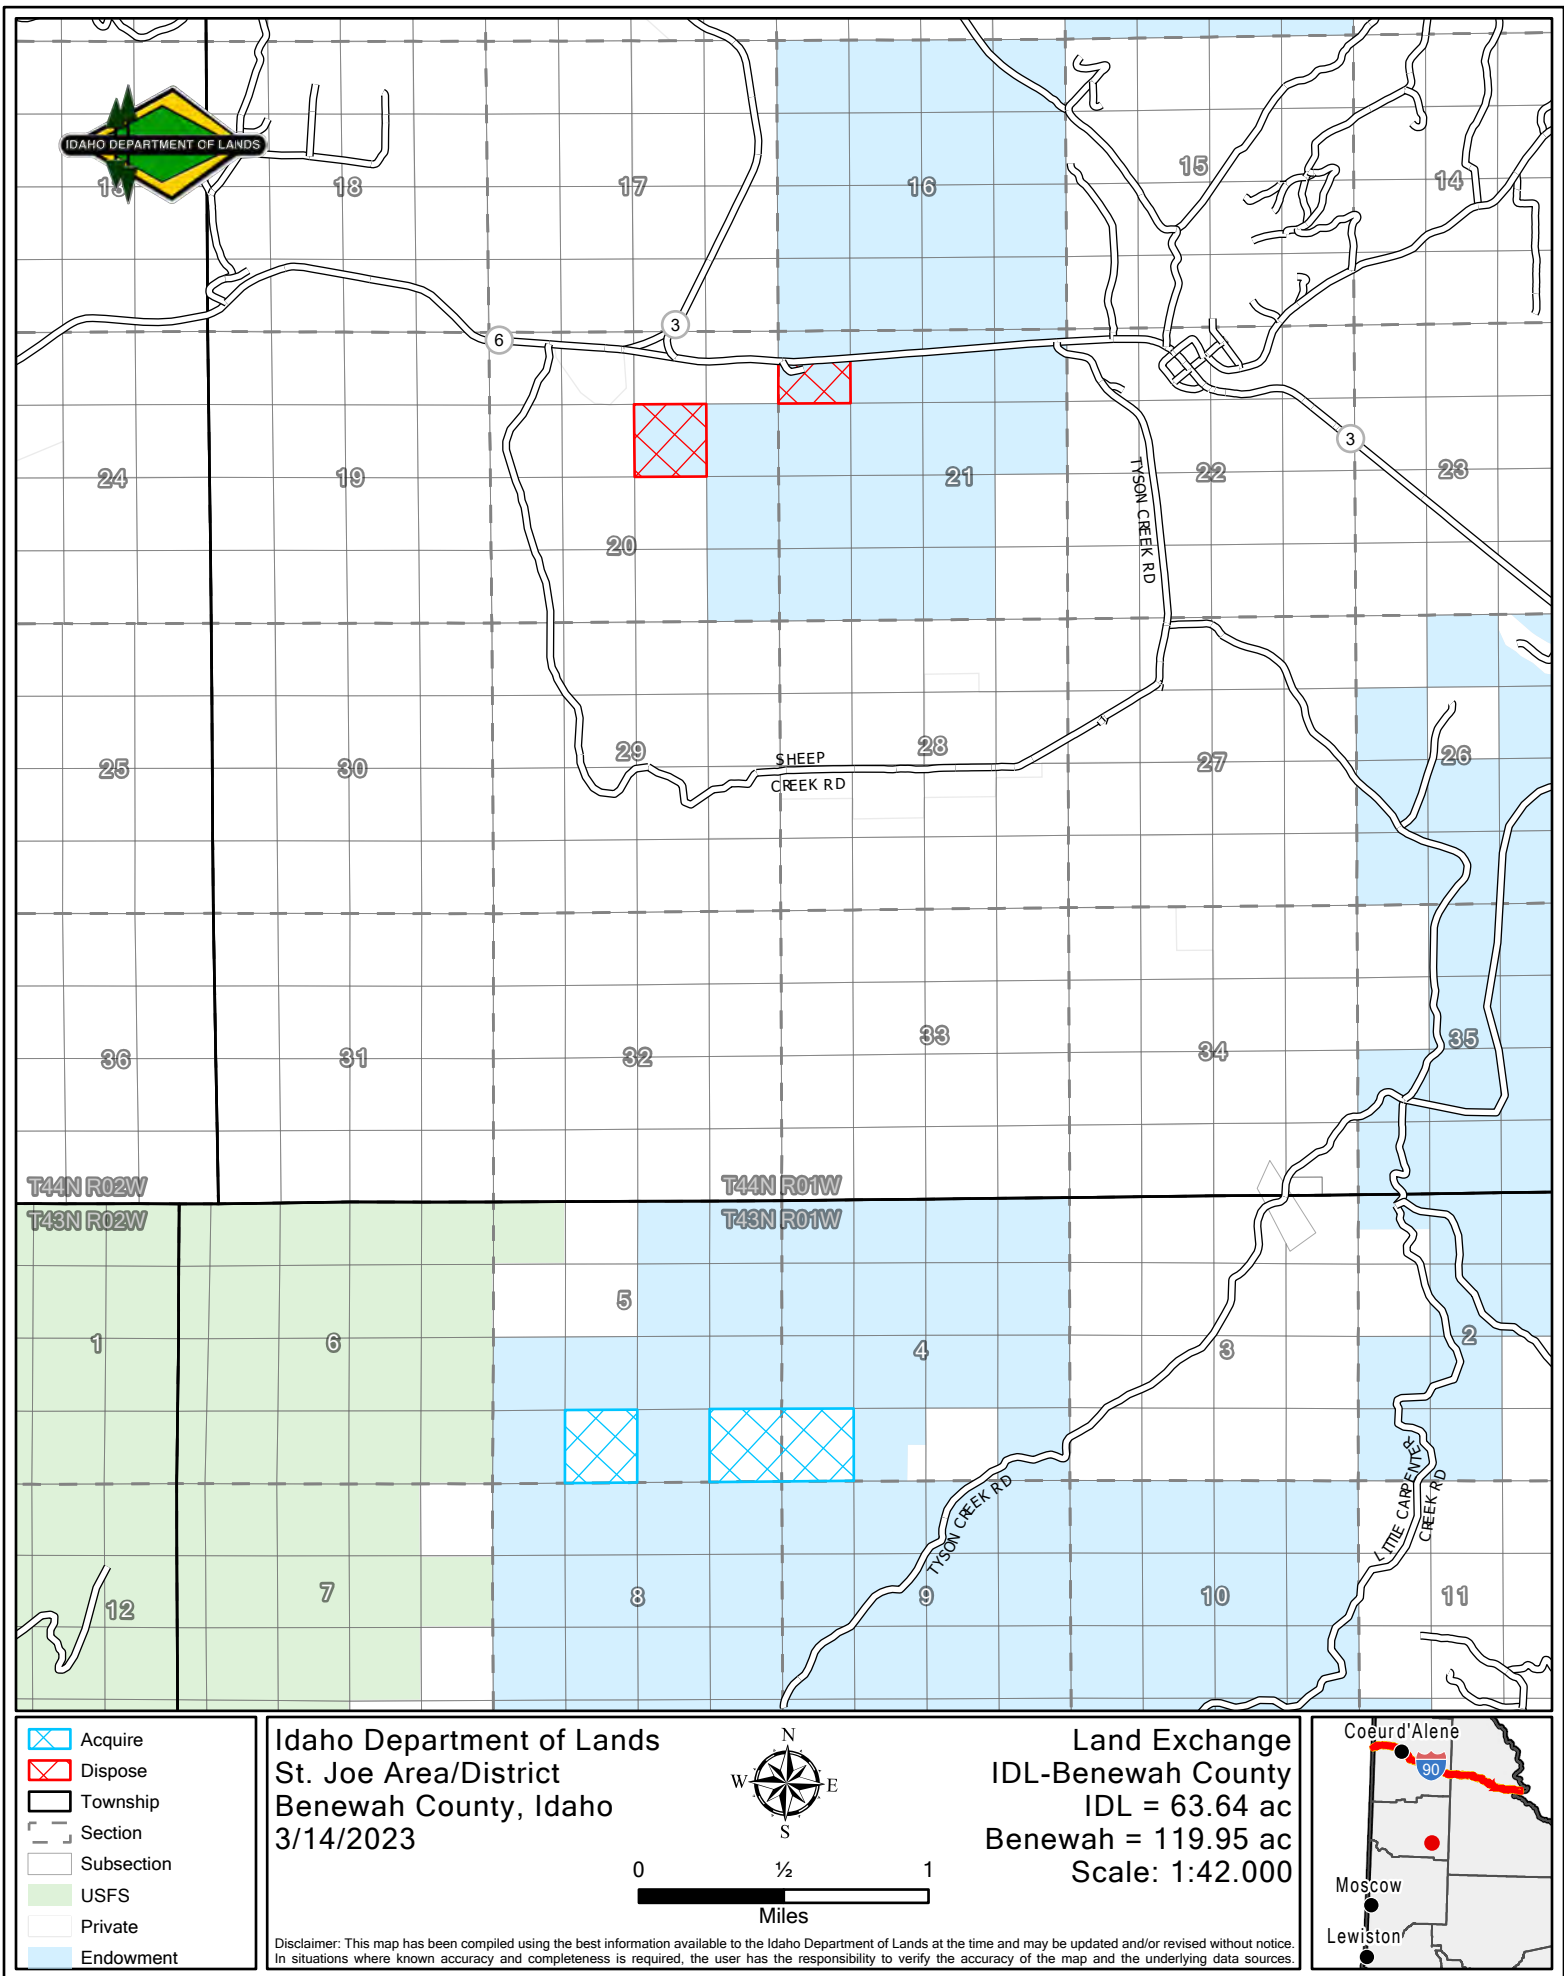 IDAHO DEPARTMENT OF LANDS
13
18
17
16
15
14
6
3
3
24
19
20
21
22
23
TYSON CREEK RD
25
30
29
28
27
26
SHEEP
CREEK RD
36
31
32
33
34
35
T44N R02W
T44N R01W
T43N R02W
T43N R01W
1
6
5
4
3
2
12
7
8
9
10
11
TYSON CREEK RD
LITTLE CARPENTER
CREEK RD
Acquire
Dispose
Township
Section
Subsection
USFS
Private
Endowment
Idaho Department of Lands
St. Joe Area/District
Benewah County, Idaho
3/14/2023
N
W
E
S
0 ½ 1
Miles
Land Exchange
IDL-Benewah County
IDL = 63.64 ac
Benewah = 119.95 ac
Scale: 1:42.000
Disclaimer: This map has been compiled using the best information available to the Idaho Department of Lands at the time and may be updated and/or revised without notice.
In situations where known accuracy and completeness is required, the user has the responsibility to verify the accuracy of the map and the underlying data sources.
Coeur d'Alene
90
Moscow
Lewiston